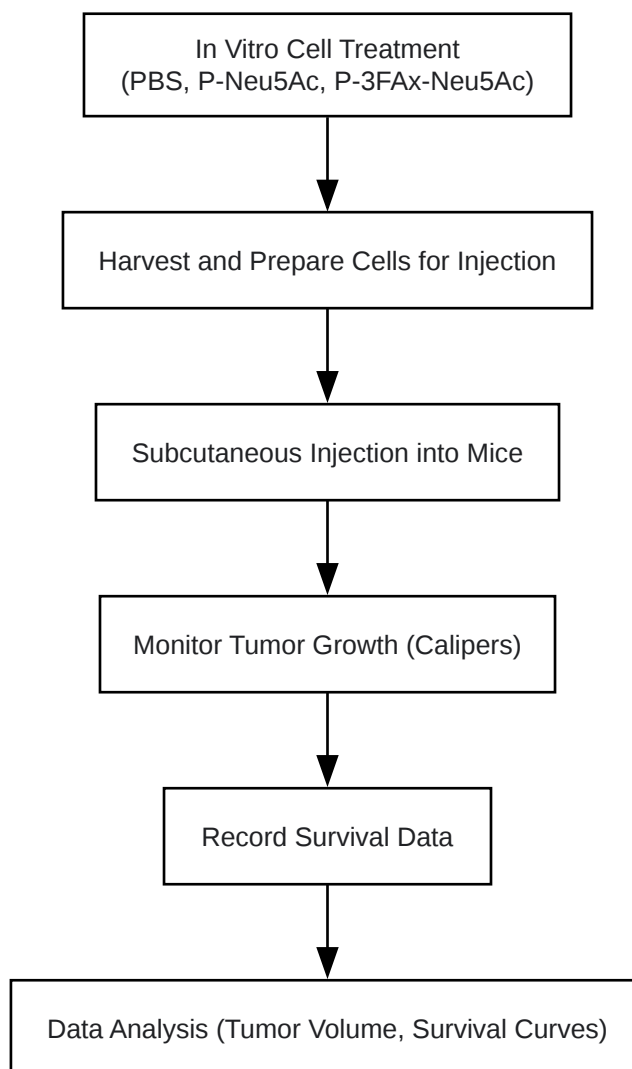 In Vitro Cell Treatment
(PBS, P-Neu5Ac, P-3FAx-Neu5Ac)
Harvest and Prepare Cells for Injection
Subcutaneous Injection into Mice
Monitor Tumor Growth (Calipers)
Record Survival Data
Data Analysis (Tumor Volume, Survival Curves)